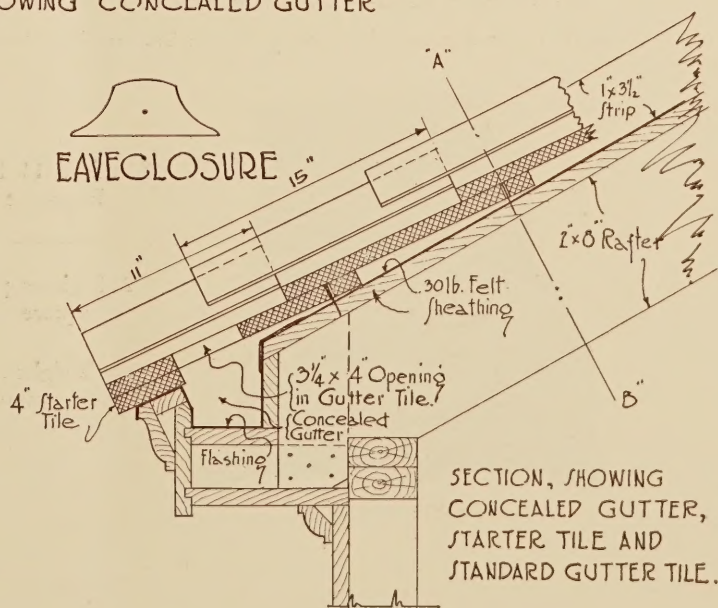 OWING CONCEALED GUTTER
"A"
1"x3½"
Strip
EAVECLOSURE
15"
2"x8" Rafter
11"
30 lb. Felt
Sheathing
3¼" x 4" Opening
in Gutter Tile.
4" Starter
Tile
Concealed
Gutter
B"
Flashing
SECTION, SHOWING
CONCEALED GUTTER,
STARTER TILE AND
STANDARD GUTTER TILE.